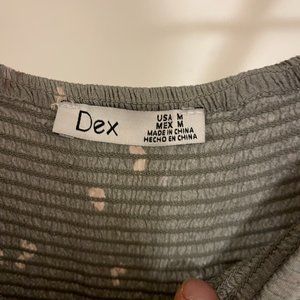 Dex
USA M
MEX M
MADE IN CHINA
HECHO EN CHINA